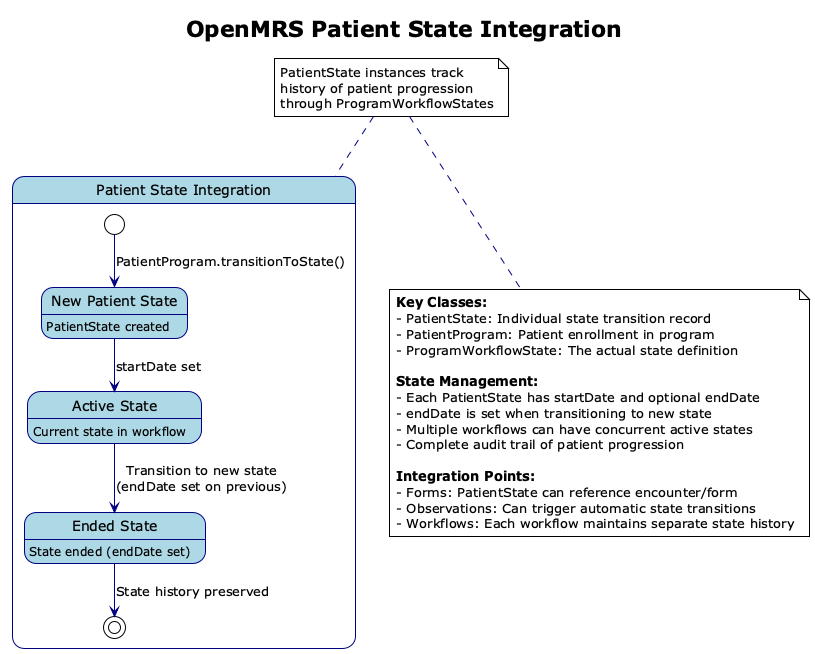 OpenMRS Patient State Integration
PatientState instances track
history of patient progression
through ProgramWorkflowStates
Patient State Integration
PatientProgram.transitionToState()
New Patient State
PatientState created
startDate set
Active State
Current state in workflow
Transition to new state
(endDate set on previous)
Ended State
State ended (endDate set)
State history preserved
Key Classes:
- PatientState: Individual state transition record
- PatientProgram: Patient enrollment in program
- ProgramWorkflowState: The actual state definition
State Management:
- Each PatientState has startDate and optional endDate
- endDate is set when transitioning to new state
- Multiple workflows can have concurrent active states
- Complete audit trail of patient progression
Integration Points:
- Forms: PatientState can reference encounter/form
- Observations: Can trigger automatic state transitions
- Workflows: Each workflow maintains separate state history